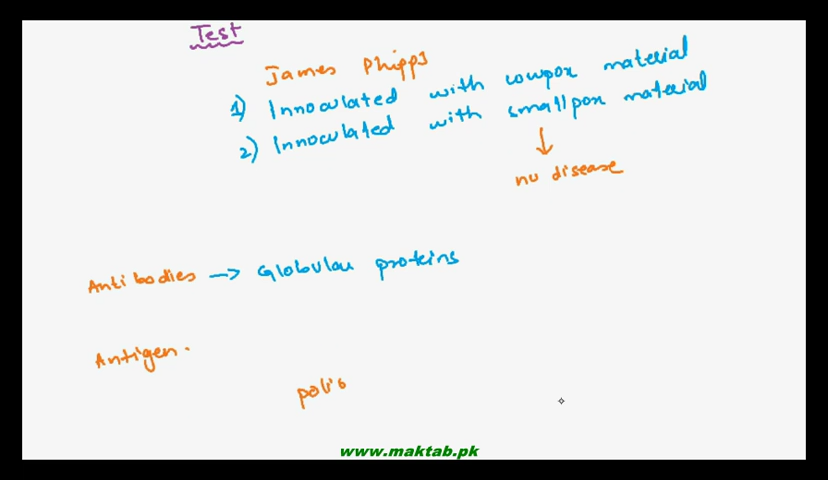 Test
James Phipps
1) Innoculated with cowpox material
2) Innoculated with smallpox material
↓
no disease
Antibodies → Globular proteins
Antigen.
polio
www.maktab.pk